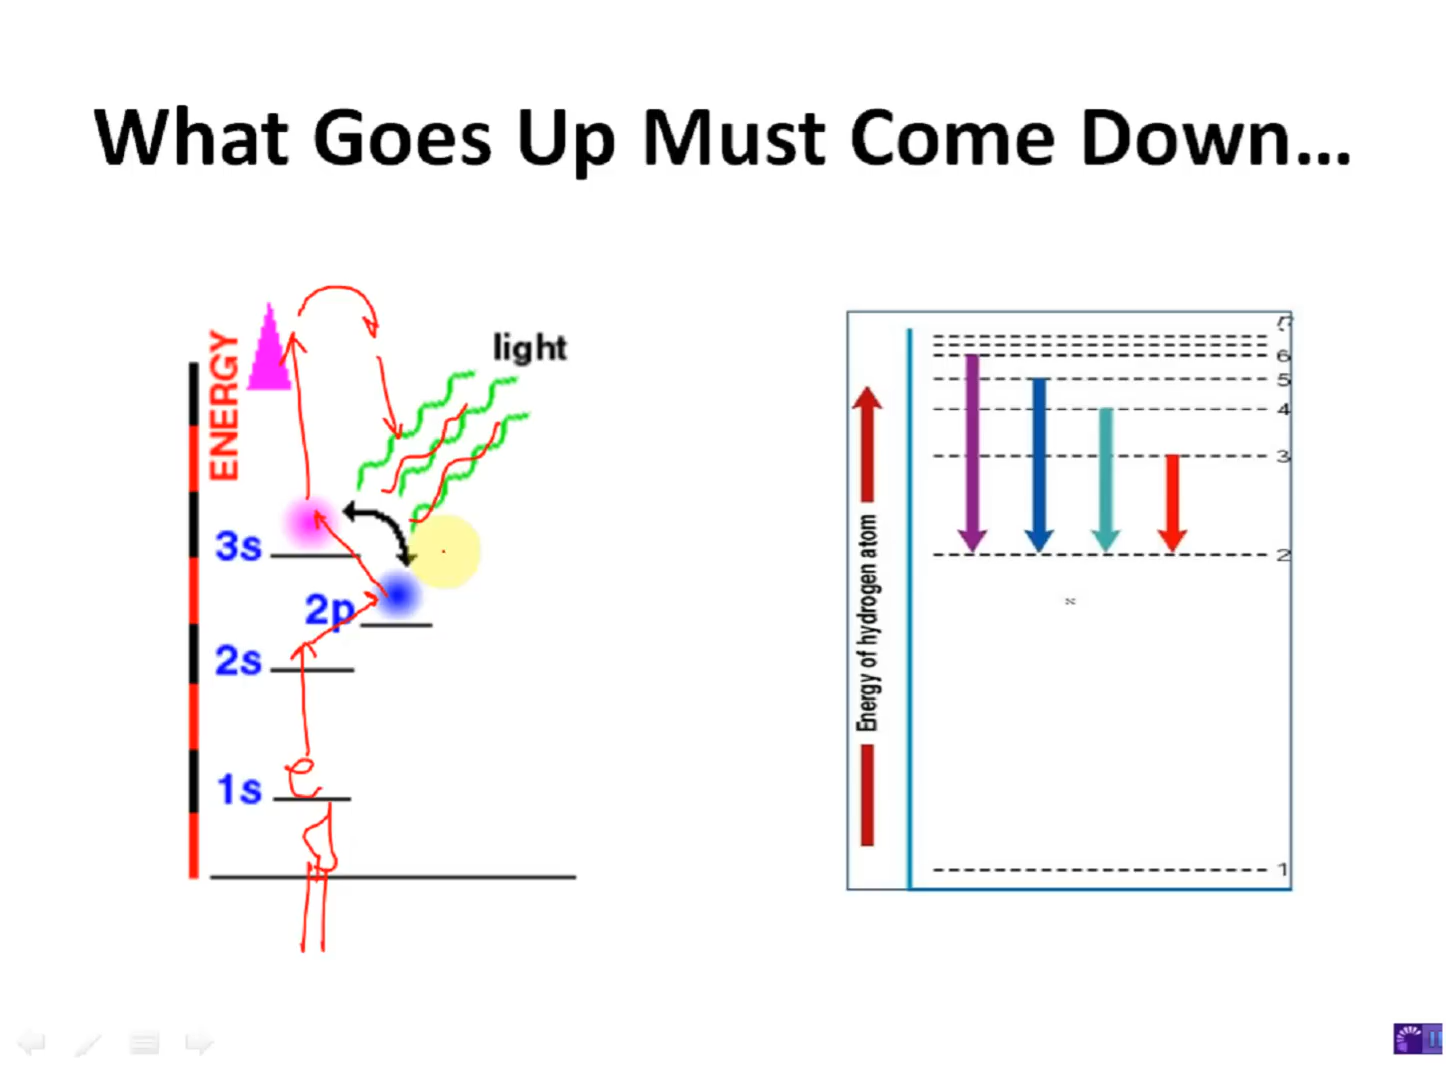 What Goes Up Must Come Down...
ENERGY
light
3s
2p
2s
1s
e
Energy of hydrogen atom
7
6
5
4
3
2
1